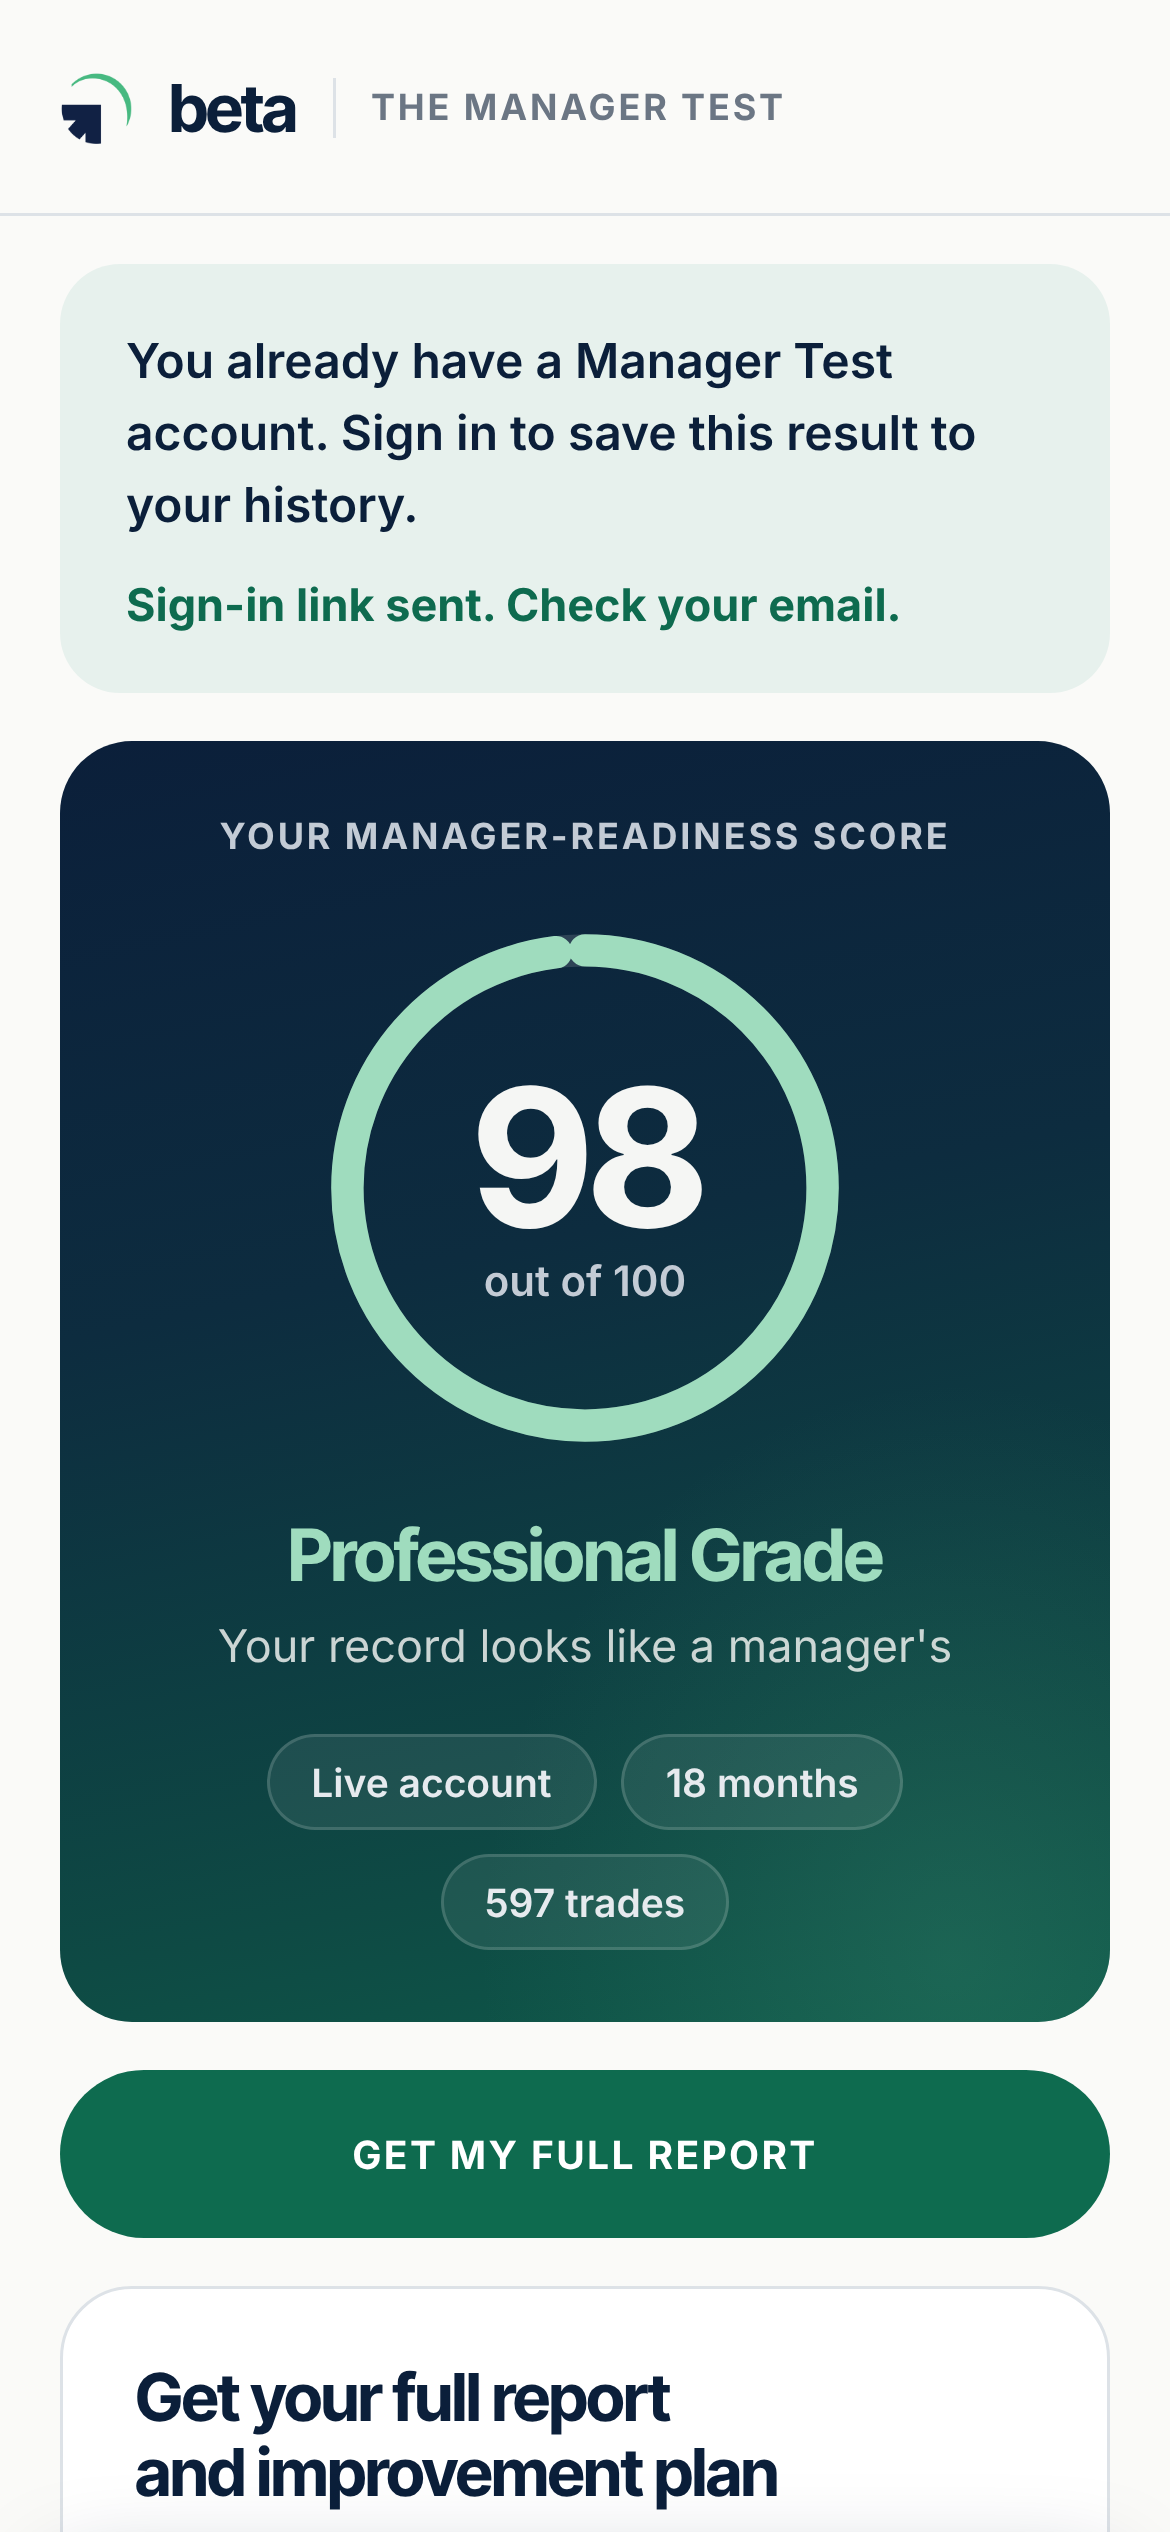 beta
THE MANAGER TEST
You already have a Manager Test
account. Sign in to save this result to
your history.
Sign-in link sent. Check your email.
YOUR MANAGER-READINESS SCORE
98
out of 100
Professional Grade
Your record looks like a manager's
Live account
18 months
597 trades
GET MY FULL REPORT
Get your full report
and improvement plan